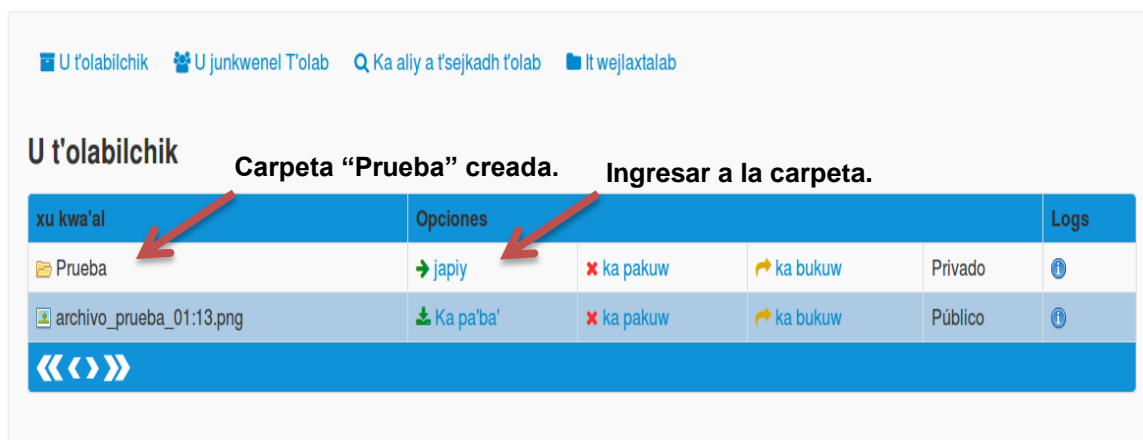 U t'olabilchik U junkwenel T'olab Ka aliy a t'sejkadh t'olab It wejlaxtalab
U t'olabilchik
Carpeta “Prueba” creada. Ingresar a la carpeta.
xu kwa'al Opciones Logs
Prueba japiy ka pakuw ka bukuw Privado
archivo_prueba_01:13.png Ka pa'ba' ka pakuw ka bukuw Público